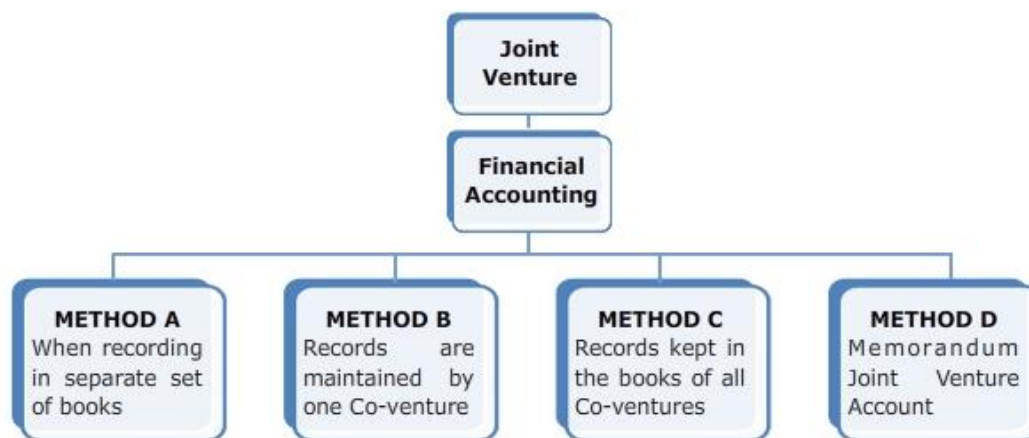 Joint
Venture
Financial
Accounting
METHOD A
When recording
in separate set
of books
METHOD B
Records are
maintained by
one Co-venture
METHOD C
Records kept in
the books of all
Co-ventures
METHOD D
Memorandum
Joint Venture
Account